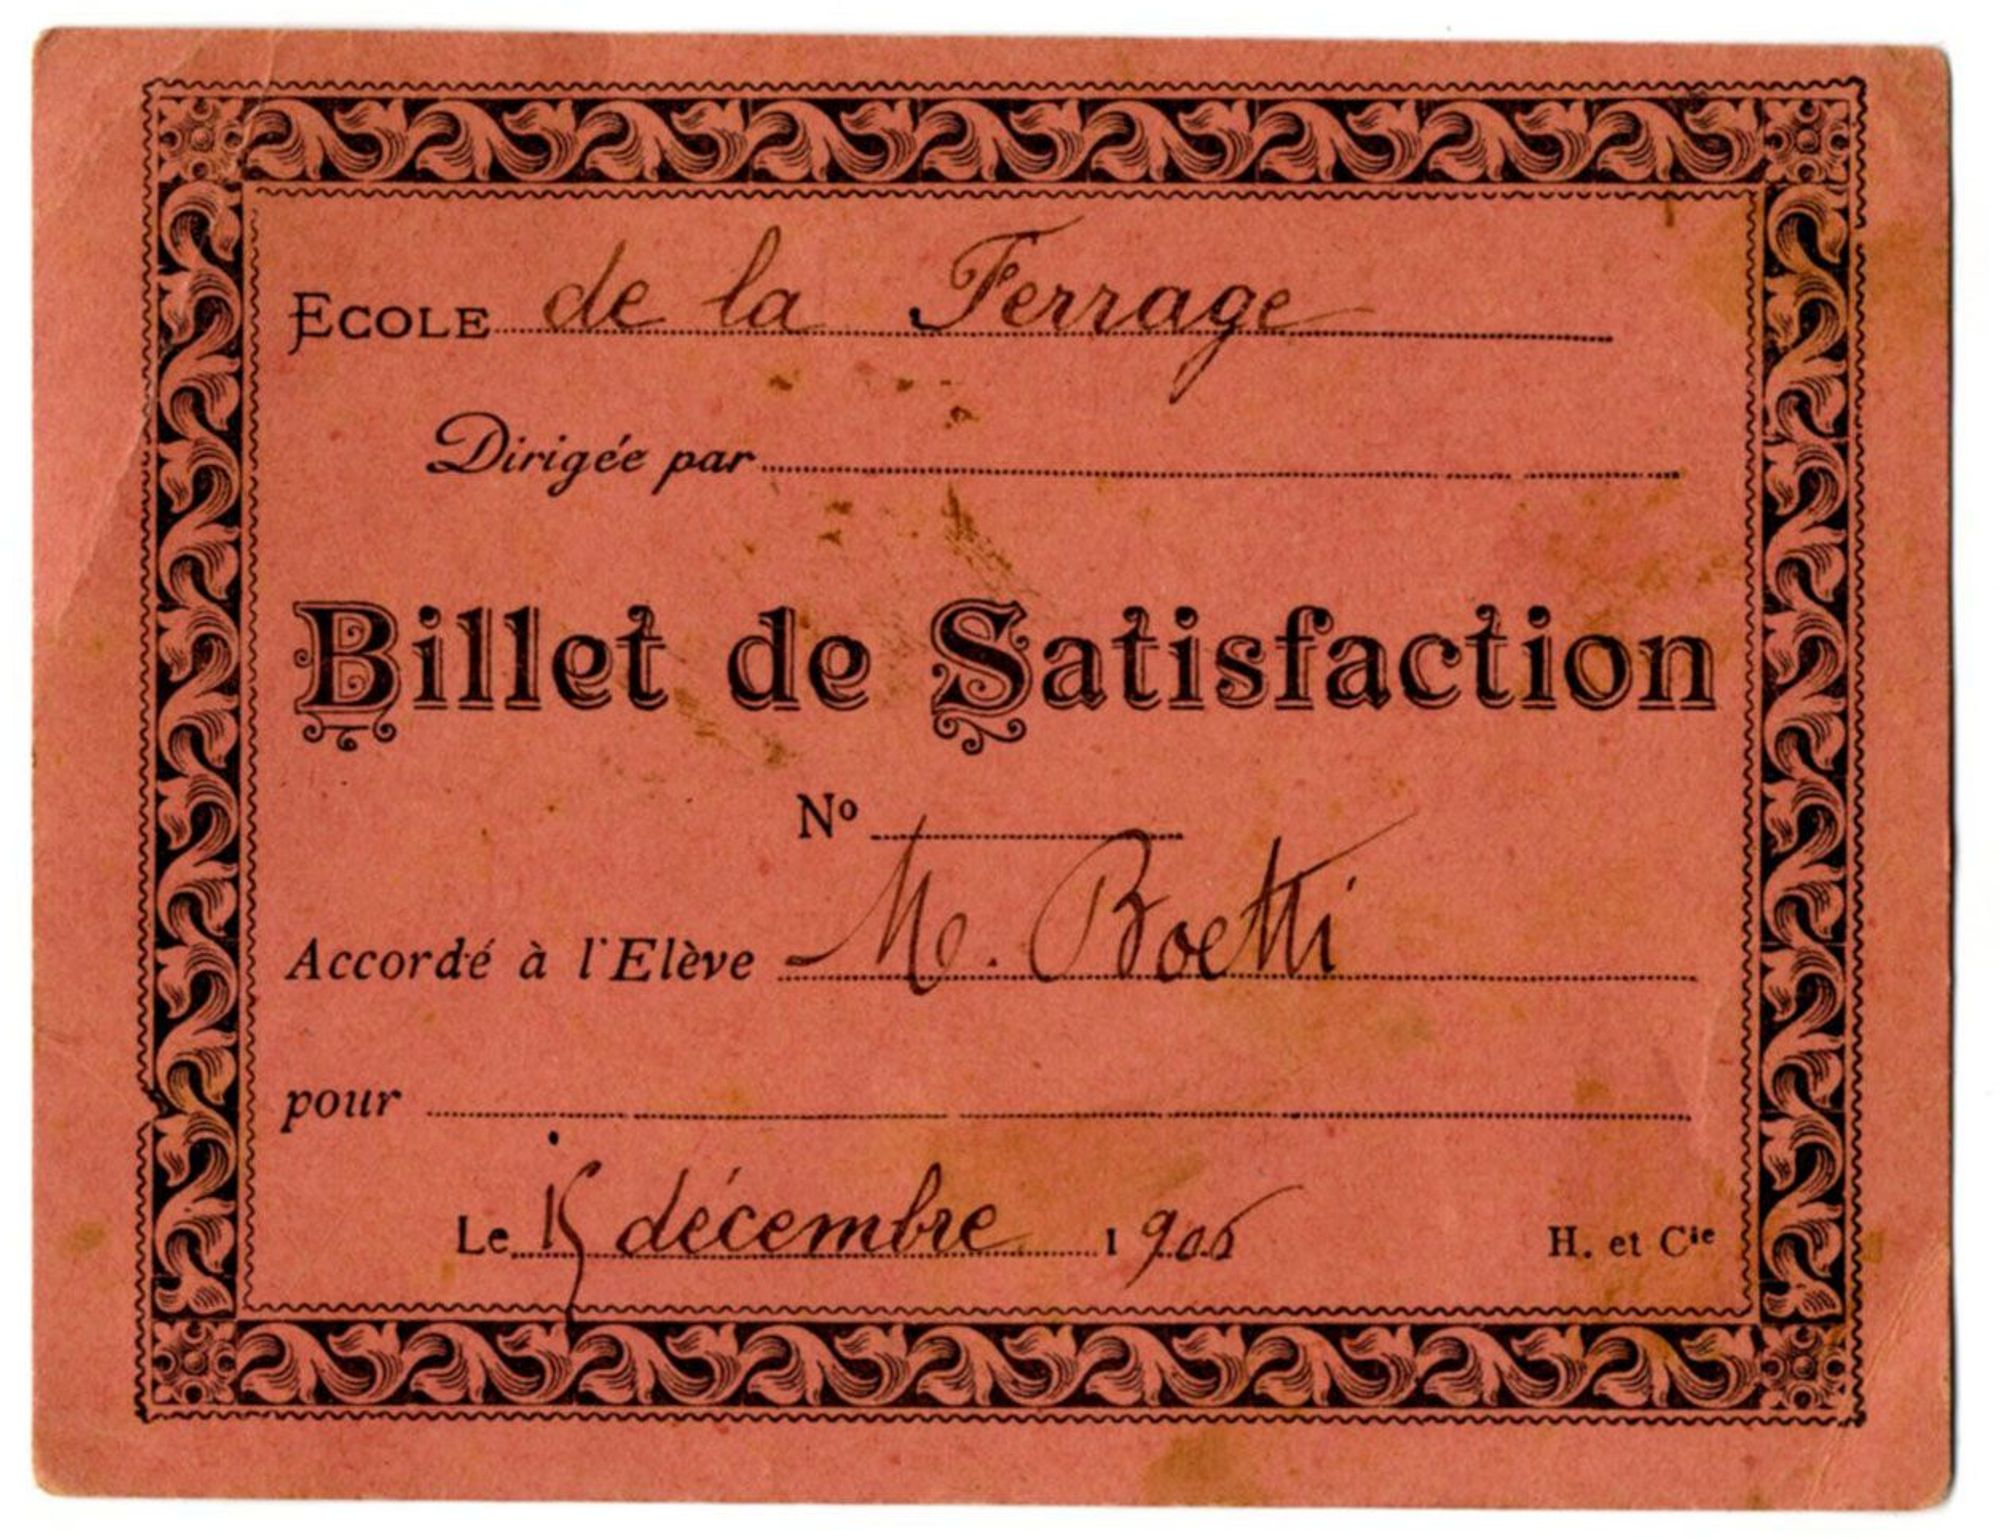 ECOLE de la Ferrage
Dirigée par
Billet de Satisfaction
Nº
Accordé à l'Elève M. Boetti
pour
Le 15 décembre 1906
H. et Cie